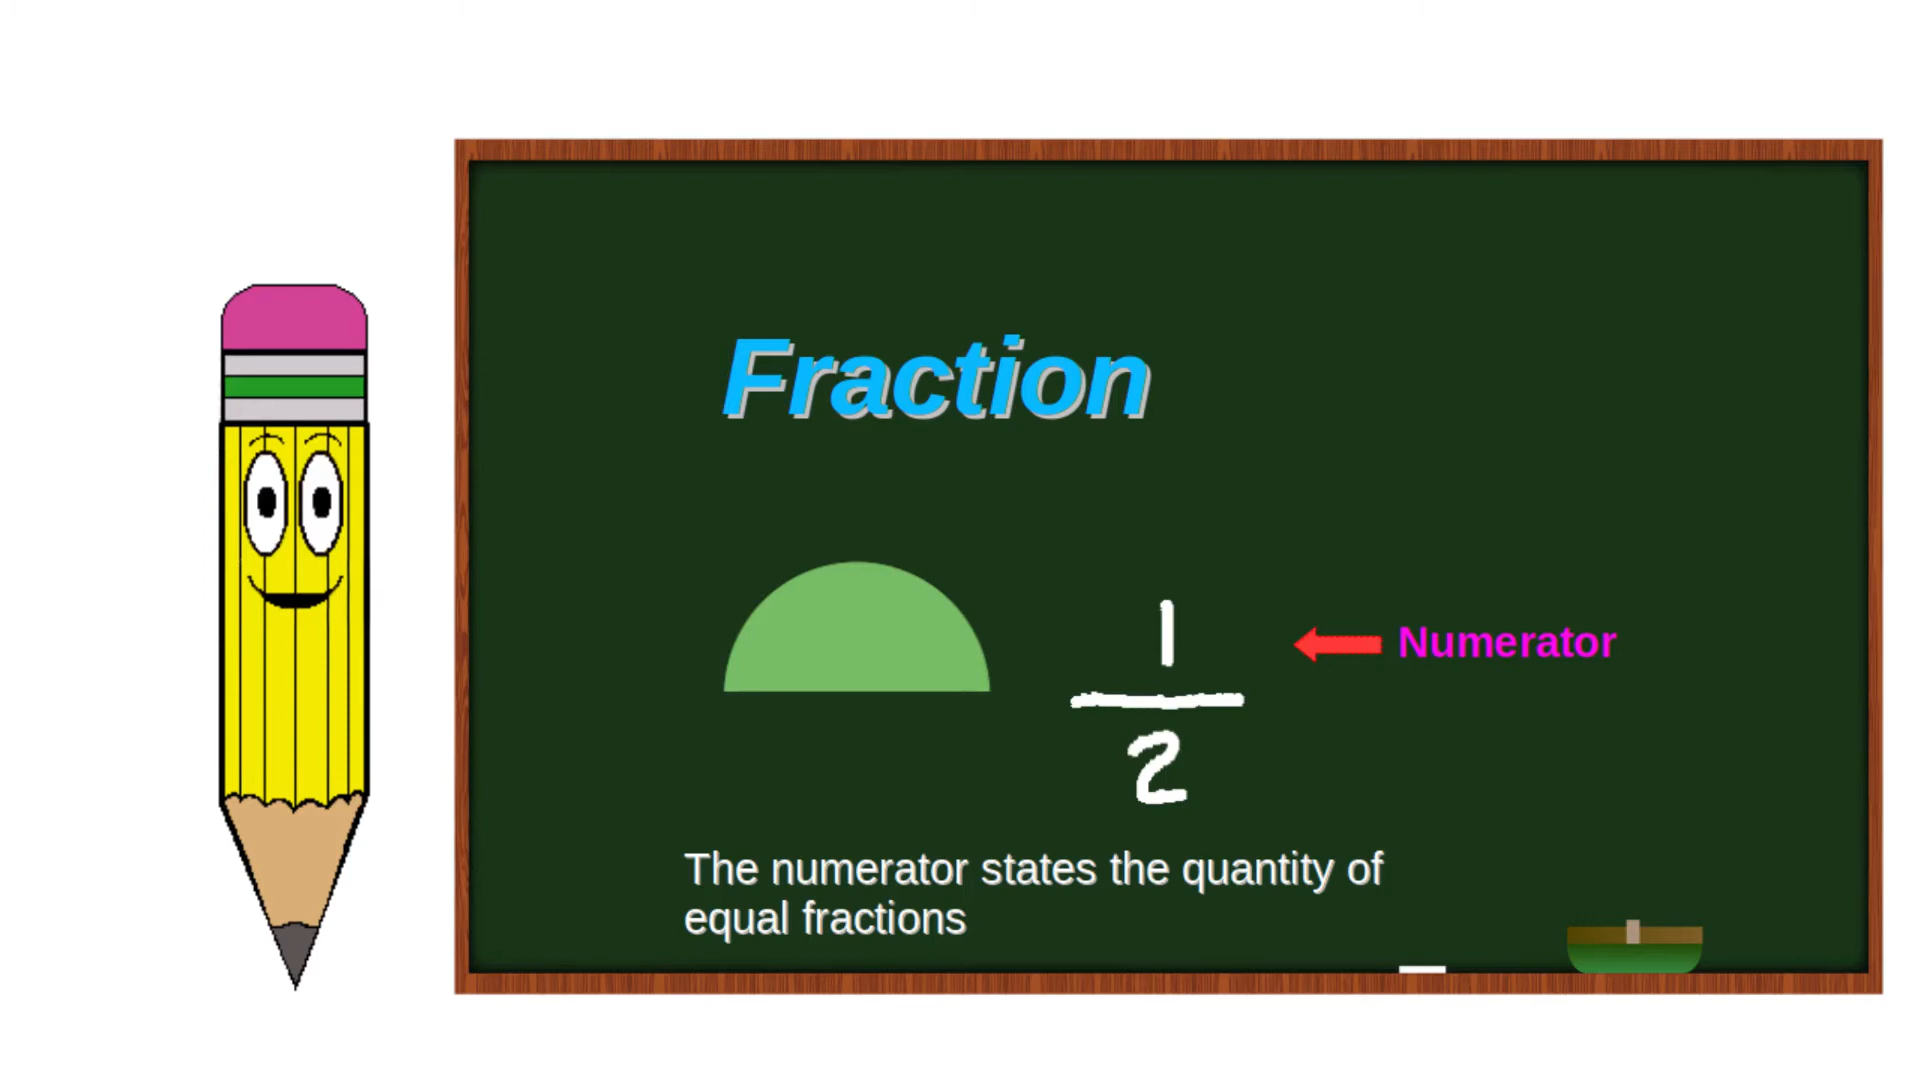 Fraction
1
Numerator
2
The numerator states the quantity of
equal fractions